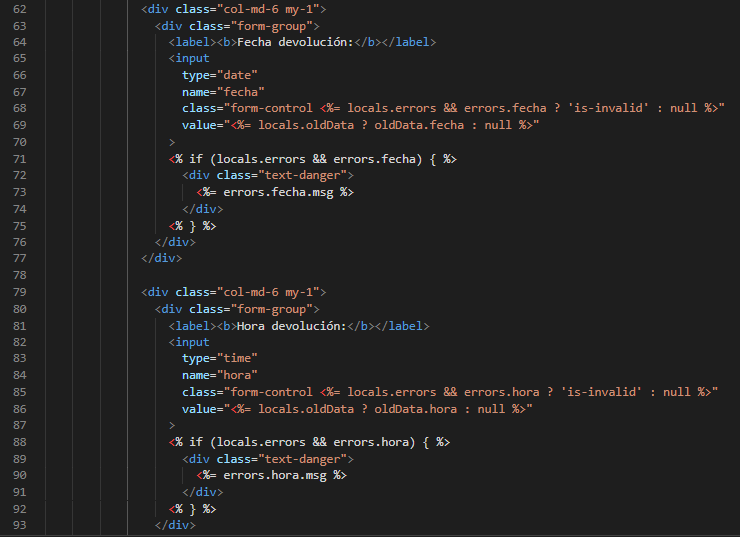 62 <div class="col-md-6 my-1">
63 <div class="form-group">
64 <label><b>Fecha devolución:</b></label>
65 <input
66 type="date"
67 name="fecha"
68 class="form-control <%= locals.errors && errors.fecha ? 'is-invalid' : null %>"
69 value="<%= locals.oldData ? oldData.fecha : null %>"
70 >
71 <% if (locals.errors && errors.fecha) { %>
72 <div class="text-danger">
73 <%= errors.fecha.msg %>
74 </div>
75 <% } %>
76 </div>
77 </div>
78
79 <div class="col-md-6 my-1">
80 <div class="form-group">
81 <label><b>Hora devolución:</b></label>
82 <input
83 type="time"
84 name="hora"
85 class="form-control <%= locals.errors && errors.hora ? 'is-invalid' : null %>"
86 value="<%= locals.oldData ? oldData.hora : null %>"
87 >
88 <% if (locals.errors && errors.hora) { %>
89 <div class="text-danger">
90 <%= errors.hora.msg %>
91 </div>
92 <% } %>
93 </div>